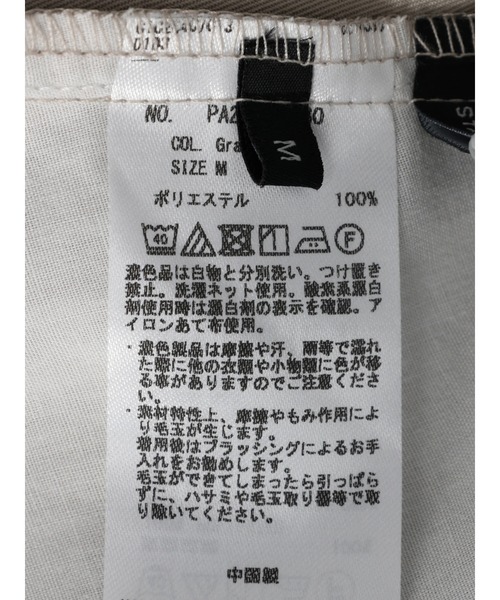 NO. PA2
COL. Gra
SIZE M
M
ポリエステル 100%
40
F
濃色品は白物と分別洗い。つけ置き
禁止。洗濯ネット使用。酸素系漂白
剤使用時は漂白剤の表示を確認。ア
イロンあて布使用。
・濃色製品は摩擦や汗、雨等で濡れ
た際に他の衣類や小物類に色が移
る事がありますのでご注意くださ
い。
・素材特性上、摩擦やもみ作用によ
り毛玉が生じます。
着用後はブラッシングによるお手
入れをお勧めします。
毛玉ができてしまったら引っぱら
ずに、ハサミや毛玉取り器等で取
り除いてください。
中国製